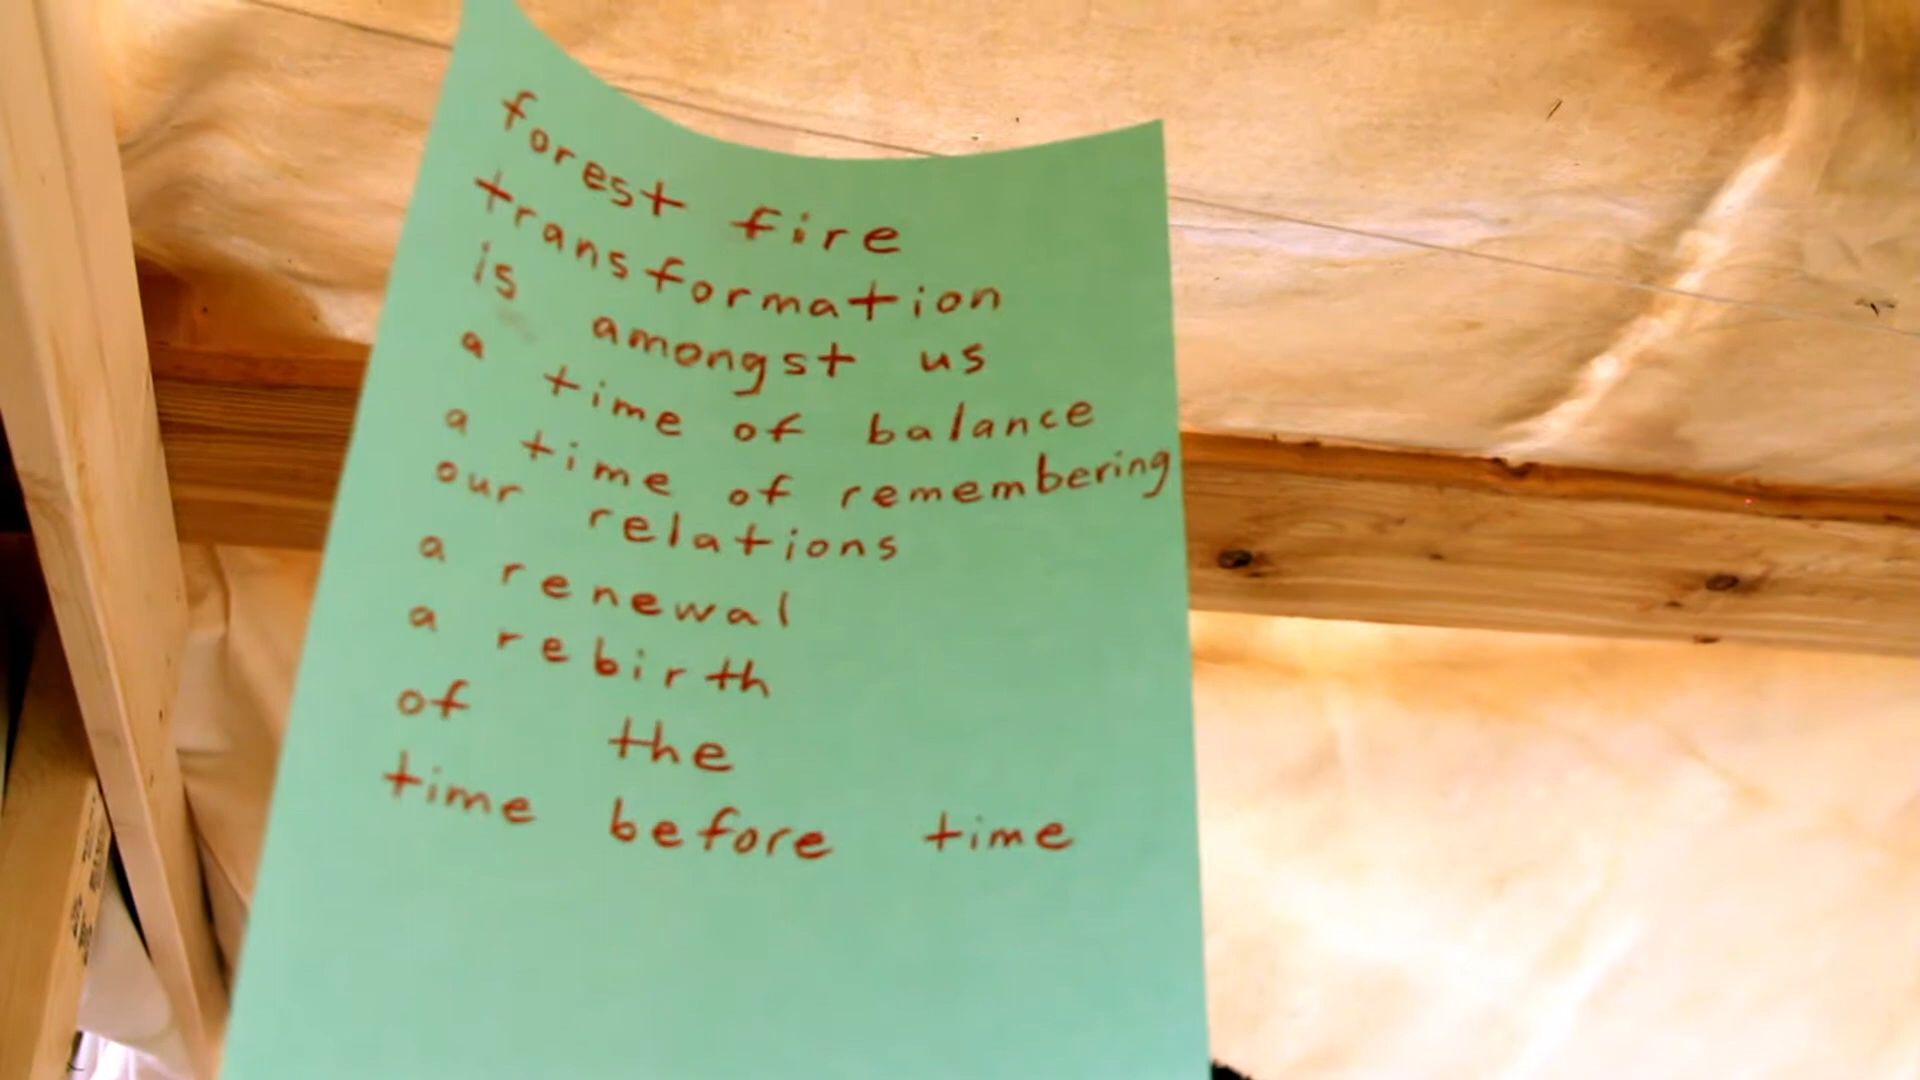 forest fire
transformation
is amongst us
a time of balance
a time of remembering
our relations
a renewal
a rebirth
of the
time before time